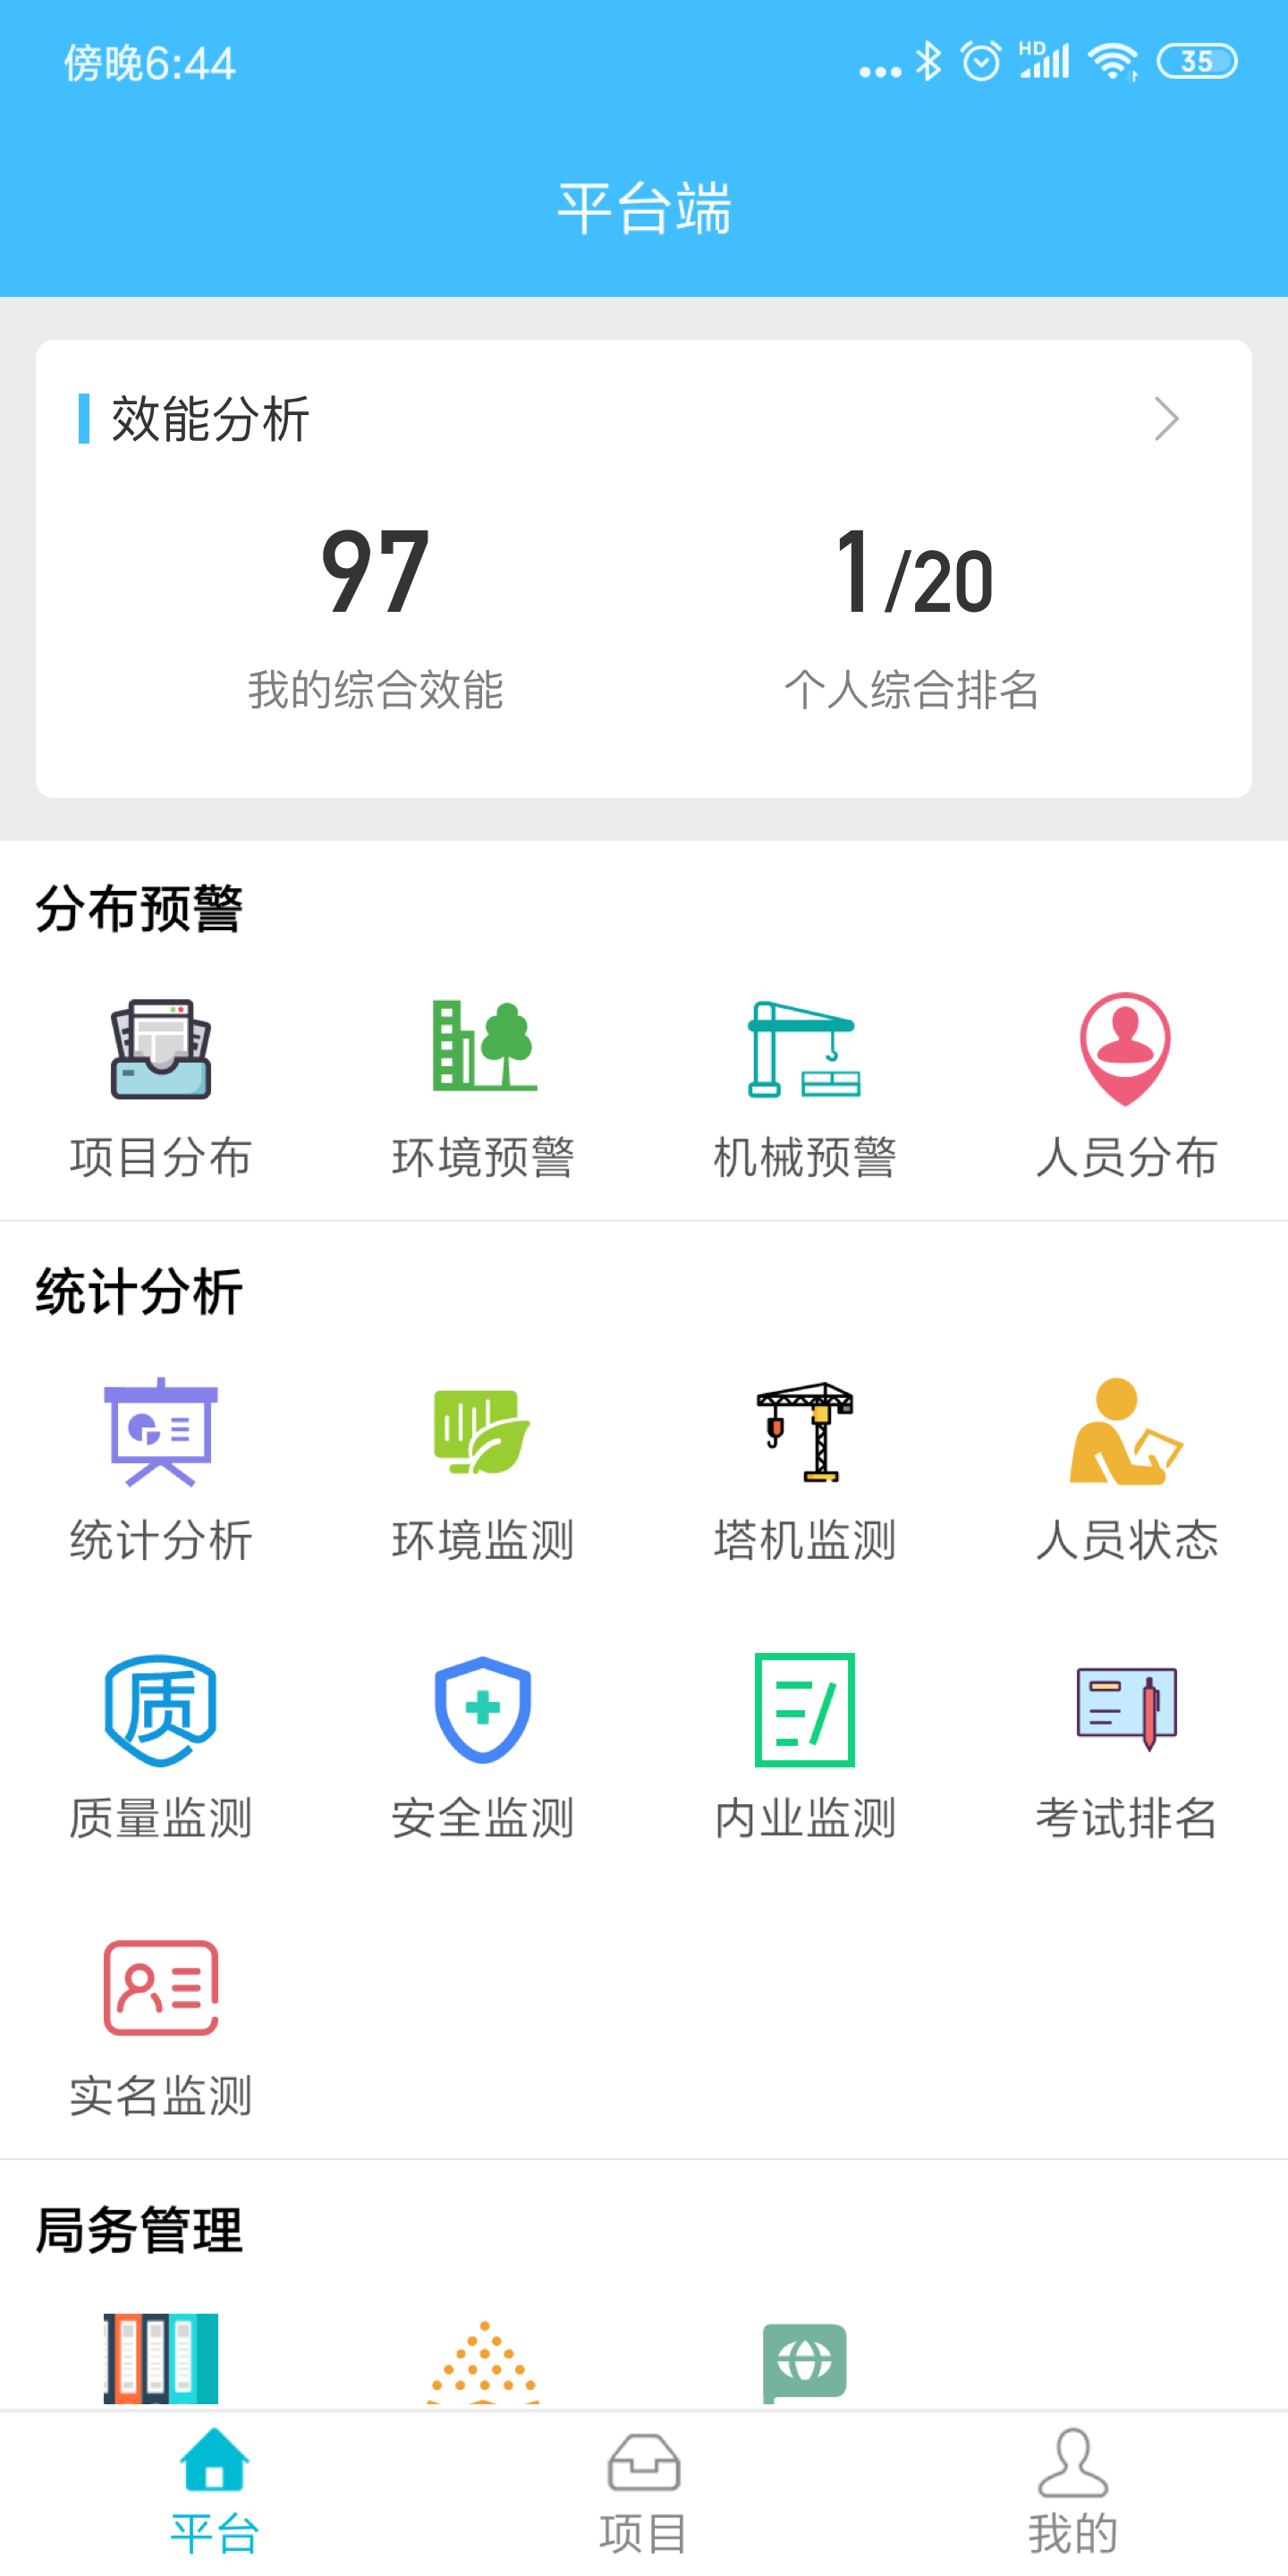 傍晚6:44
HD
35
平台端
效能分析
97
1/20
我的综合效能
个人综合排名
分布预警
项目分布
环境预警
机械预警
人员分布
统计分析
统计分析
环境监测
塔机监测
人员状态
质
质量监测
安全监测
内业监测
考试排名
实名监测
局务管理
平台
项目
我的